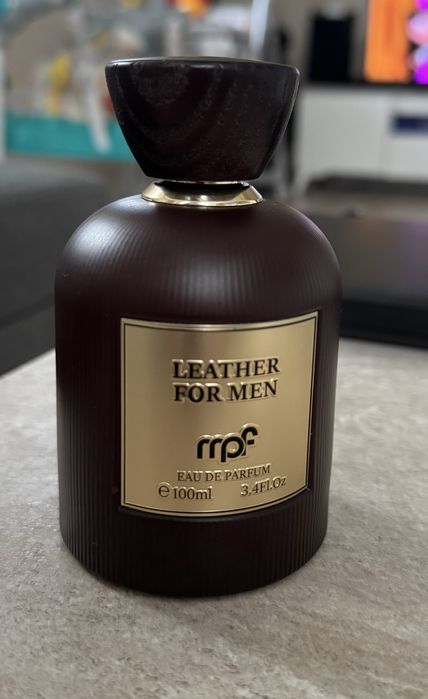 LEATHER
FOR MEN
mpf
EAU DE PARFUM
℮ 100ml 3.4Fl.Oz